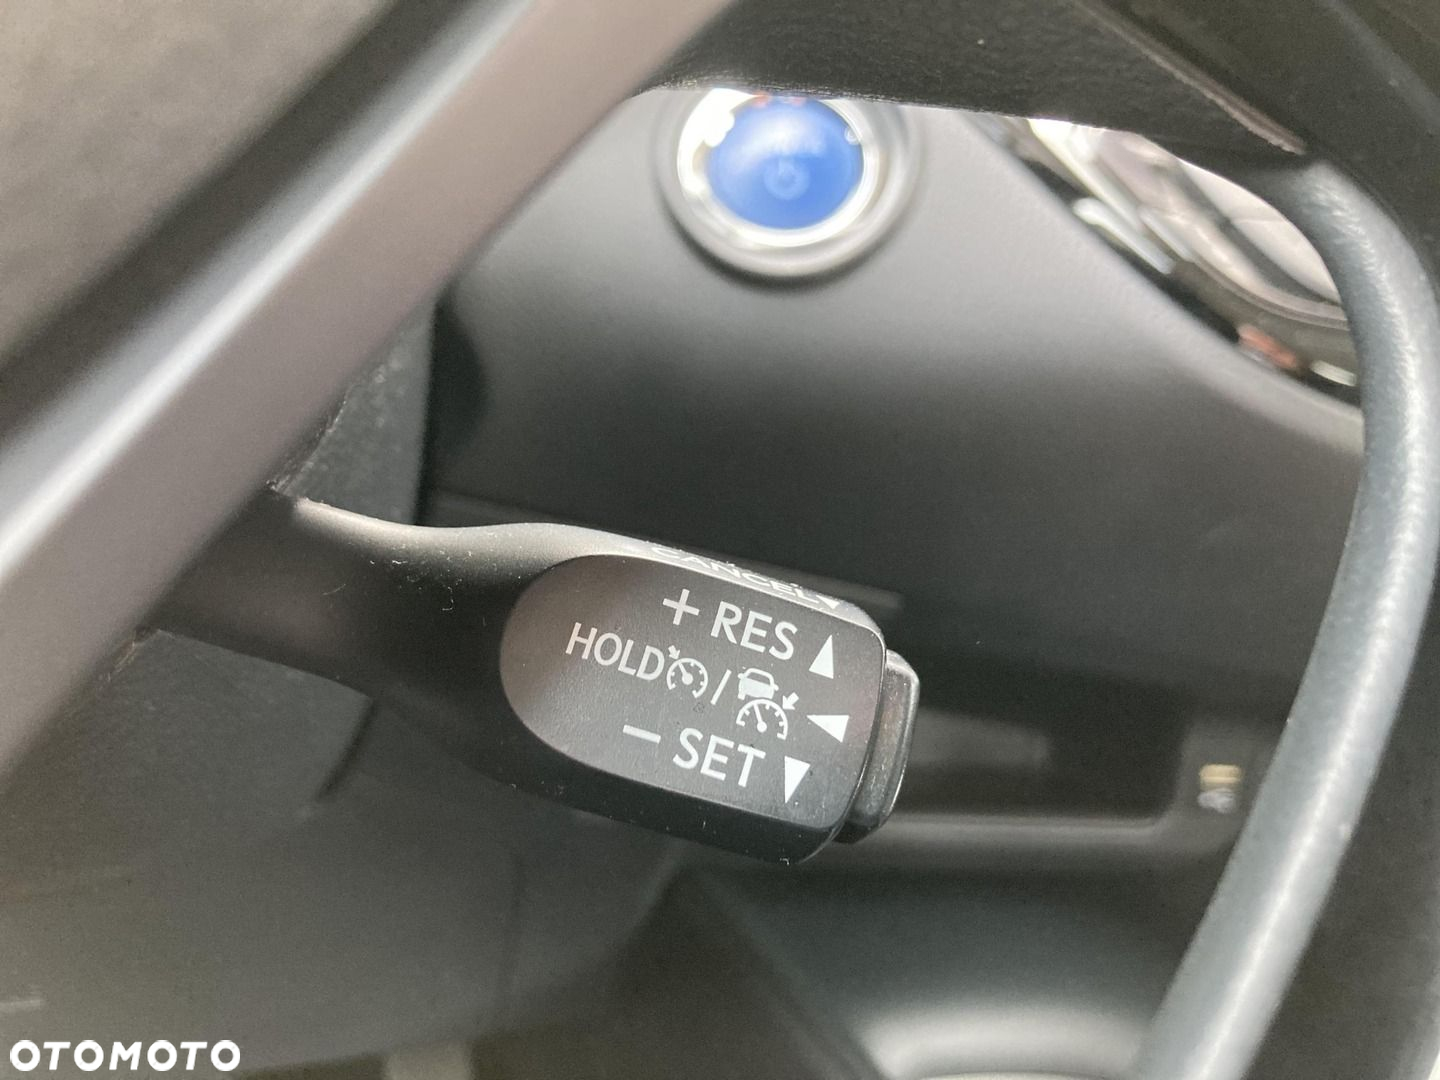 CANCEL
+ RES
HOLD /
− SET
OTOMOTO